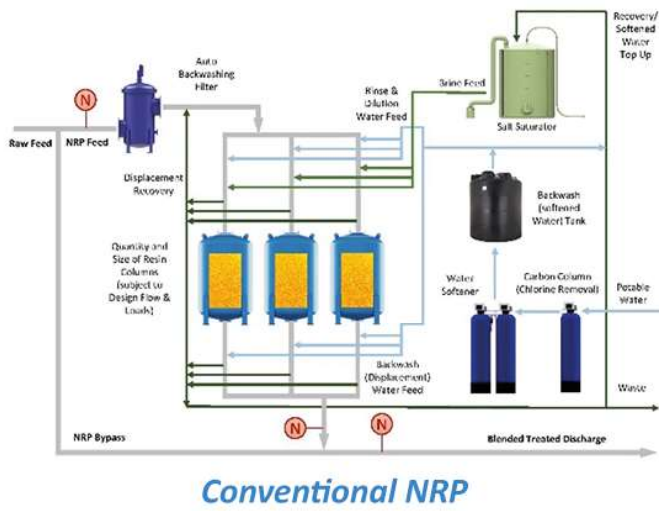 Recovery/
Softened
Water
Top Up
Auto
Backwashing
Filter
N
Rinse &
Dilution
Water Feed
Brine Feed
Salt Saturator
Raw Feed
NRP Feed
Displacement
Recovery
Backwash
(softened
Water) Tank
Quantity and
Size of Resin
Columns
(subject to
Design Flow &
Loads)
Water
Softener
Carbon Column
(Chlorine Removal)
Potable
Water
Backwash
(Displacement)
Water Feed
Waste
N
N
NRP Bypass
Blended Treated Discharge
Conventional NRP